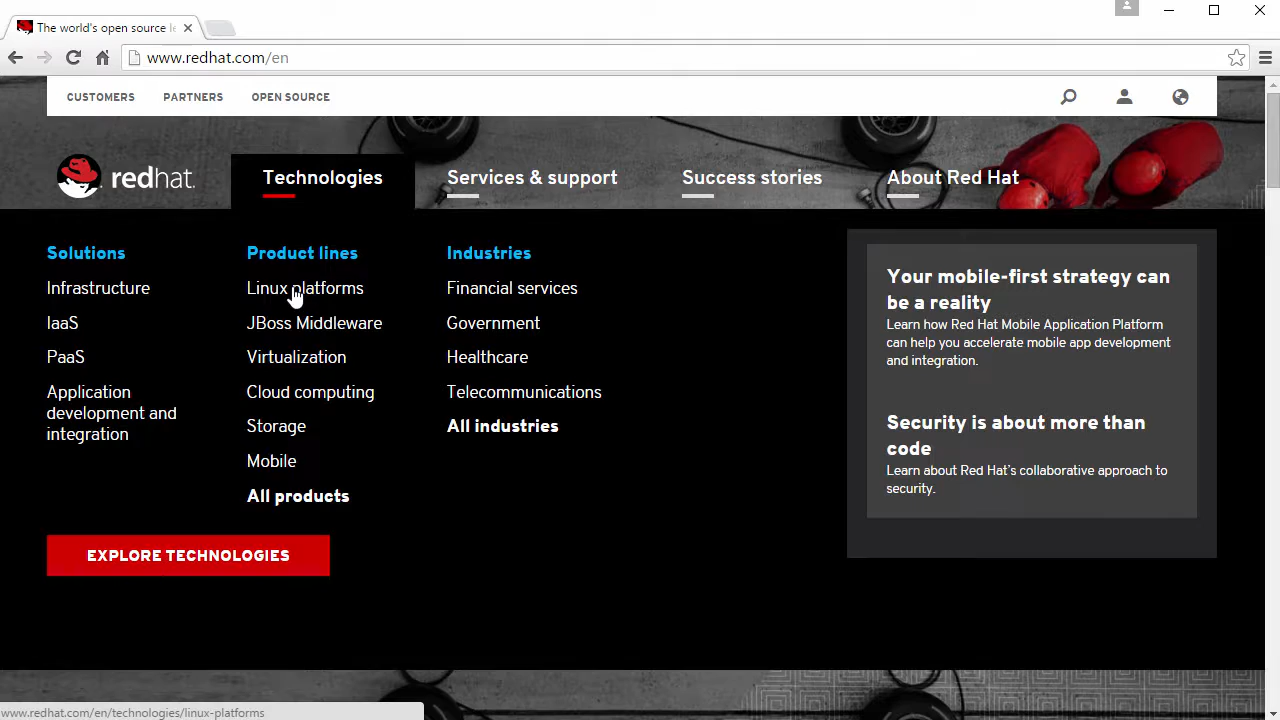 The world's open source l
www.redhat.com/en
CUSTOMERS PARTNERS OPEN SOURCE
redhat.
Technologies
Services & support
Success stories
About Red Hat
Solutions
Infrastructure
IaaS
PaaS
Application
development and
integration
Product lines
Linux platforms
JBoss Middleware
Virtualization
Cloud computing
Storage
Mobile
All products
Industries
Financial services
Government
Healthcare
Telecommunications
All industries
Your mobile-first strategy can
be a reality
Learn how Red Hat Mobile Application Platform
can help you accelerate mobile app development
and integration.
Security is about more than
code
Learn about Red Hat's collaborative approach to
security.
EXPLORE TECHNOLOGIES
www.redhat.com/en/technologies/linux-platforms